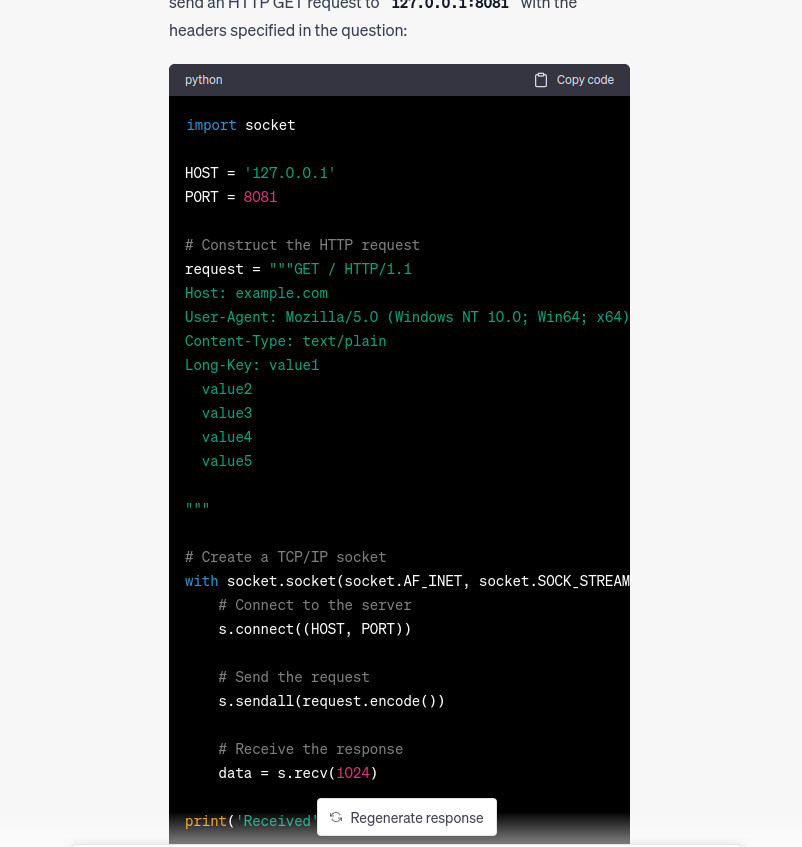 send an HTTP GET request to `127.0.0.1:8081` with the
headers specified in the question:
python
Copy code
import socket
HOST = '127.0.0.1'
PORT = 8081
# Construct the HTTP request
request = """GET / HTTP/1.1
Host: example.com
User-Agent: Mozilla/5.0 (Windows NT 10.0; Win64; x64)
Content-Type: text/plain
Long-Key: value1
  value2
  value3
  value4
  value5
"""
# Create a TCP/IP socket
with socket.socket(socket.AF_INET, socket.SOCK_STREAM
    # Connect to the server
    s.connect((HOST, PORT))
    # Send the request
    s.sendall(request.encode())
    # Receive the response
    data = s.recv(1024)
print('Received'
Regenerate response